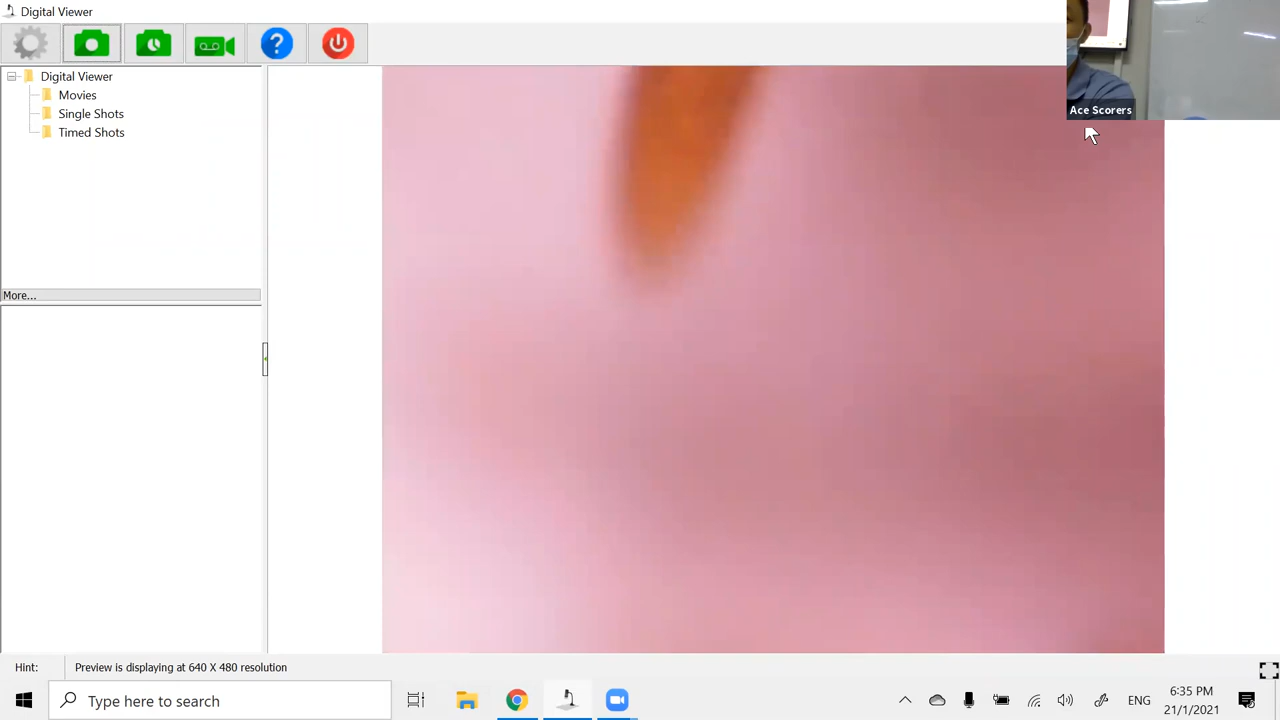 Digital Viewer
Ace Scorers
Digital Viewer
Movies
Single Shots
Timed Shots
More...
Hint:
Preview is displaying at 640 X 480 resolution
Type here to search
ENG
6:35 PM
21/1/2021